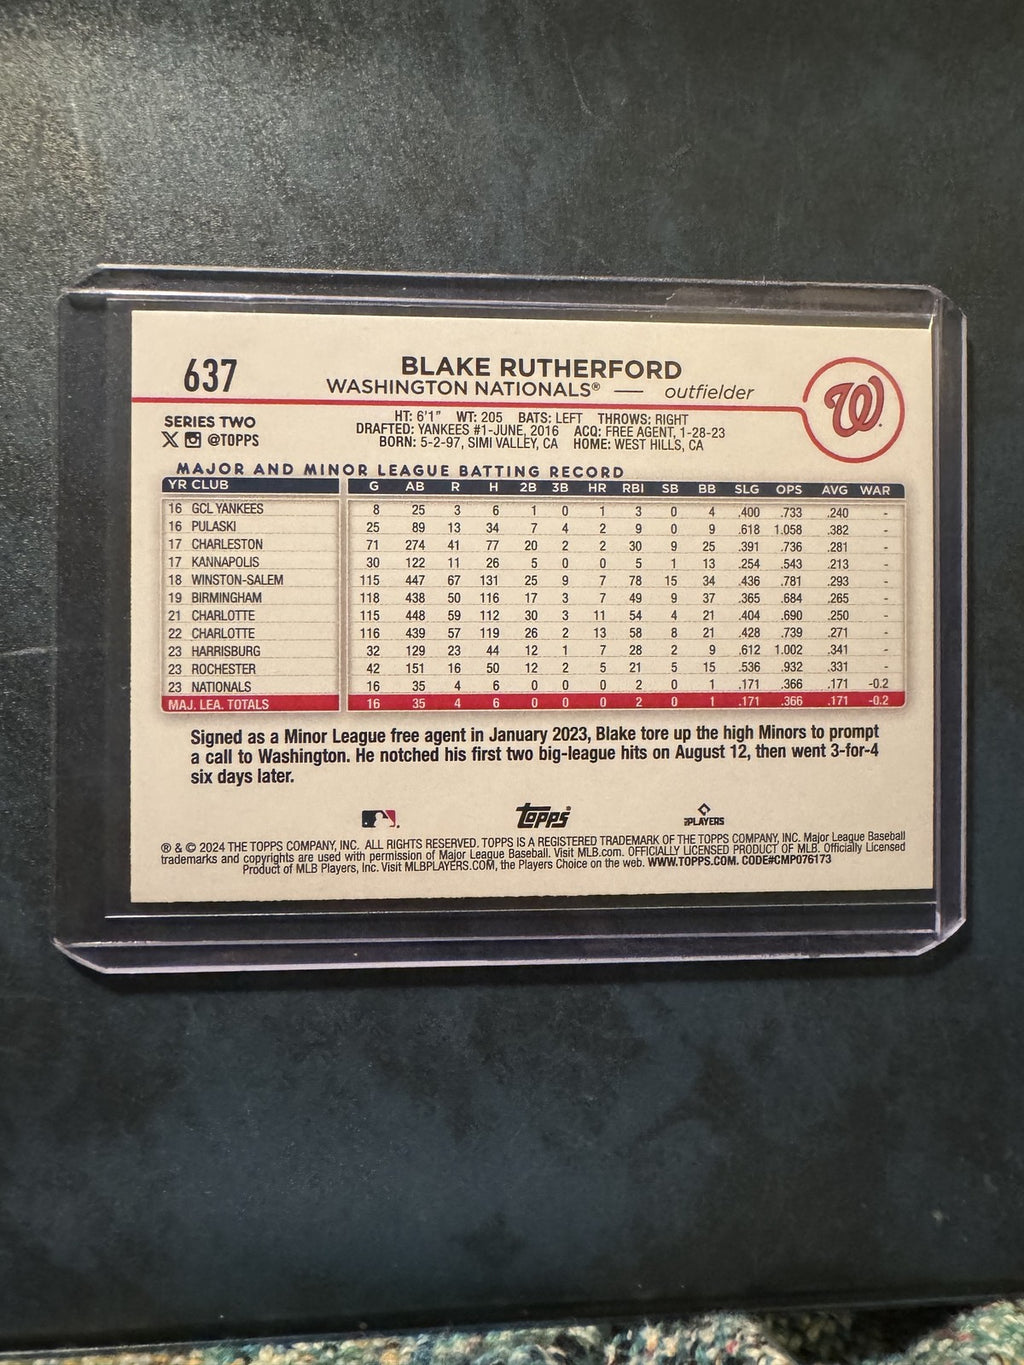 637
BLAKE RUTHERFORD
WASHINGTON NATIONALS® — outfielder
W
SERIES TWO
@TOPPS
HT: 6'1" WT: 205 BATS: LEFT THROWS: RIGHT
DRAFTED: YANKEES #1-JUNE, 2016 ACQ: FREE AGENT, 1-28-23
BORN: 5-2-97, SIMI VALLEY, CA HOME: WEST HILLS, CA
MAJOR AND MINOR LEAGUE BATTING RECORD
YR CLUB G AB R H 2B 3B HR RBI SB BB SLG OPS AVG WAR
16 GCL YANKEES 8 25 3 6 1 0 1 3 0 4 .400 .733 .240 -
16 PULASKI 25 89 13 34 7 4 2 9 0 9 .618 1.058 .382 -
17 CHARLESTON 71 274 41 77 20 2 2 30 9 25 .391 .736 .281 -
17 KANNAPOLIS 30 122 11 26 5 0 0 5 1 13 .254 .543 .213 -
18 WINSTON-SALEM 115 447 67 131 25 9 7 78 15 34 .436 .781 .293 -
19 BIRMINGHAM 118 438 50 116 17 3 7 49 9 37 .365 .684 .265 -
21 CHARLOTTE 115 448 59 112 30 3 11 54 4 21 .404 .690 .250 -
22 CHARLOTTE 116 439 57 119 26 2 13 58 8 21 .428 .739 .271 -
23 HARRISBURG 32 129 23 44 12 1 7 28 2 9 .612 1.002 .341 -
23 ROCHESTER 42 151 16 50 12 2 5 21 5 15 .536 .932 .331 -
23 NATIONALS 16 35 4 6 0 0 0 2 0 1 .171 .366 .171 -0.2
MAJ. LEA. TOTALS 16 35 4 6 0 0 0 2 0 1 .171 .366 .171 -0.2
Signed as a Minor League free agent in January 2023, Blake tore up the high Minors to prompt
a call to Washington. He notched his first two big-league hits on August 12, then went 3-for-4
six days later.
topps®
PLAYERS
® & © 2024 THE TOPPS COMPANY, INC. ALL RIGHTS RESERVED. TOPPS IS A REGISTERED TRADEMARK OF THE TOPPS COMPANY, INC. Major League Baseball
trademarks and copyrights are used with permission of Major League Baseball. Visit MLB.com. OFFICIALLY LICENSED PRODUCT OF MLB. Officially Licensed
Product of MLB Players, Inc. Visit MLBPLAYERS.COM, the Players Choice on the web. WWW.TOPPS.COM. CODE#CMP076173